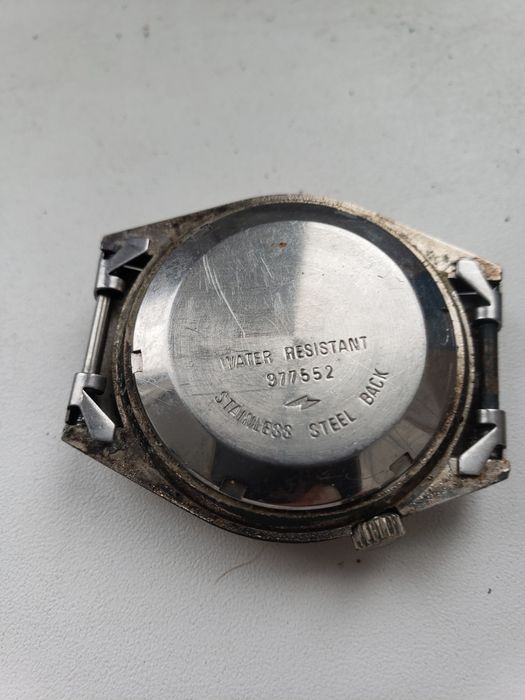 WATER RESISTANT
977552
STAINLESS STEEL BACK